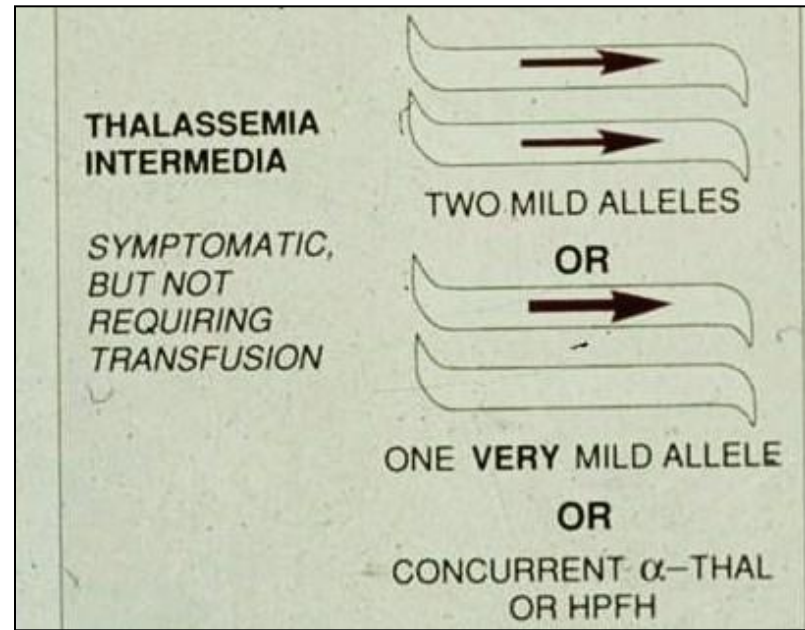 THALASSEMIA
INTERMEDIA
SYMPTOMATIC,
BUT NOT
REQUIRING
TRANSFUSION
TWO MILD ALLELES
OR
ONE VERY MILD ALLELE
OR
CONCURRENT α–THAL
OR HPFH